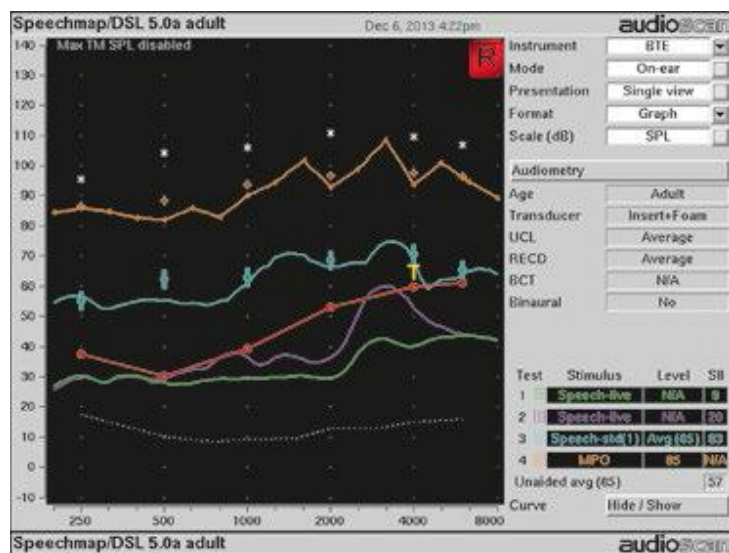 Speechmap/DSL 5.0a adult
Dec 6, 2013 4:22pm
audioscan
Max TM SPL disabled
R
140
130
120
110
100
90
80
70
60
50
40
30
20
10
0
-10
250 500 1000 2000 4000 8000
T
Instrument BTE
Mode On-ear
Presentation Single view
Format Graph
Scale (dB) SPL
Audiometry
Age Adult
Transducer Insert+Foam
UCL Average
RECD Average
BCT N/A
Binaural No
Test Stimulus Level SII
1 Speech-live N/A 9
2 Speech-live N/A 20
3 Speech-std(1) Avg (65) 83
4 MPO 85 N/A
Unaided avg (65) 57
Curve Hide / Show
Speechmap/DSL 5.0a adult
audioscan